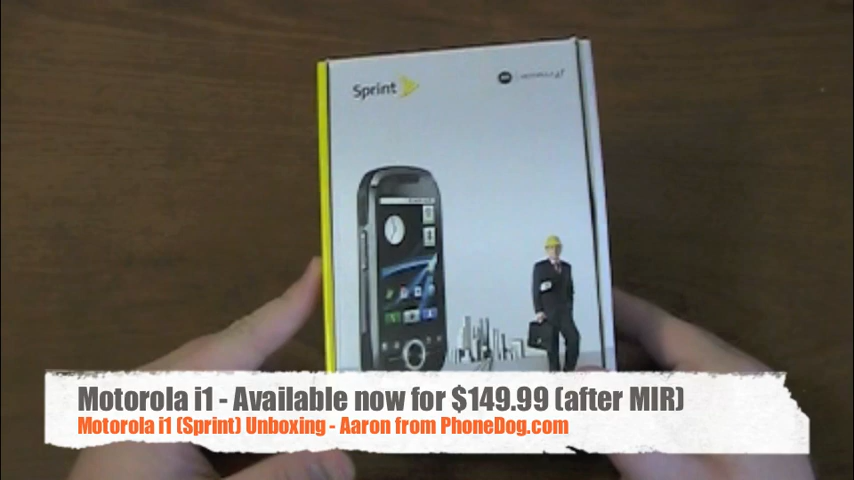 Sprint
Motorola i1 - Available now for $149.99 (after MIR)
Motorola i1 (Sprint) Unboxing - Aaron from PhoneDog.com